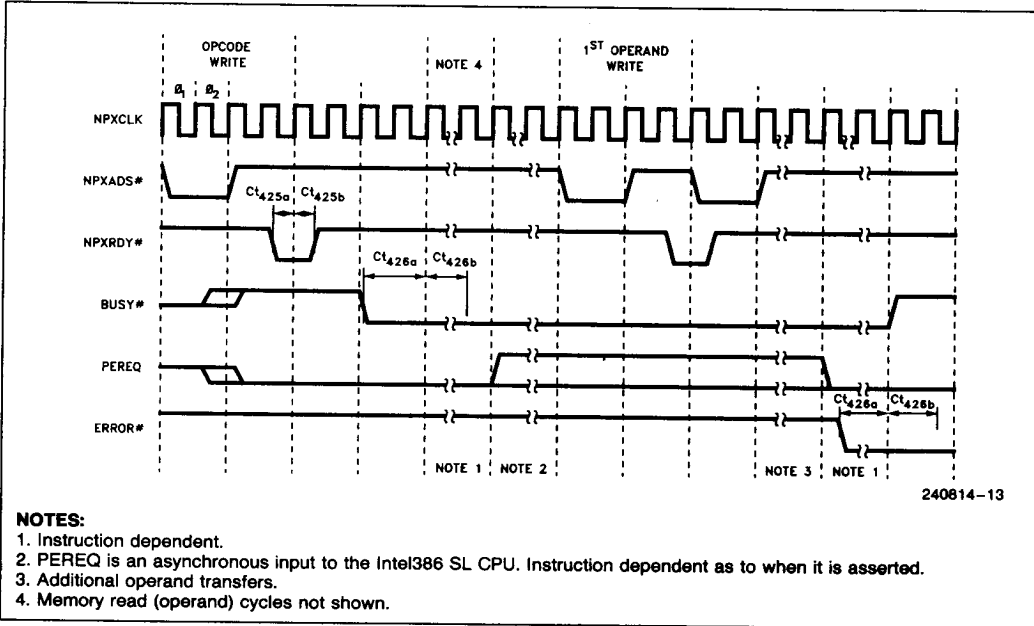 OPCODE
WRITE
NOTE 4
1ST OPERAND
WRITE
Ø1 Ø2
NPXCLK
NPXADS#
Ct425a Ct425b
NPXRDY#
Ct426a Ct426b
BUSY#
PEREQ
Ct426a Ct426b
ERROR#
NOTE 1 NOTE 2 NOTE 3 NOTE 1
240814–13
NOTES:
1. Instruction dependent.
2. PEREQ is an asynchronous input to the Intel386 SL CPU. Instruction dependent as to when it is asserted.
3. Additional operand transfers.
4. Memory read (operand) cycles not shown.